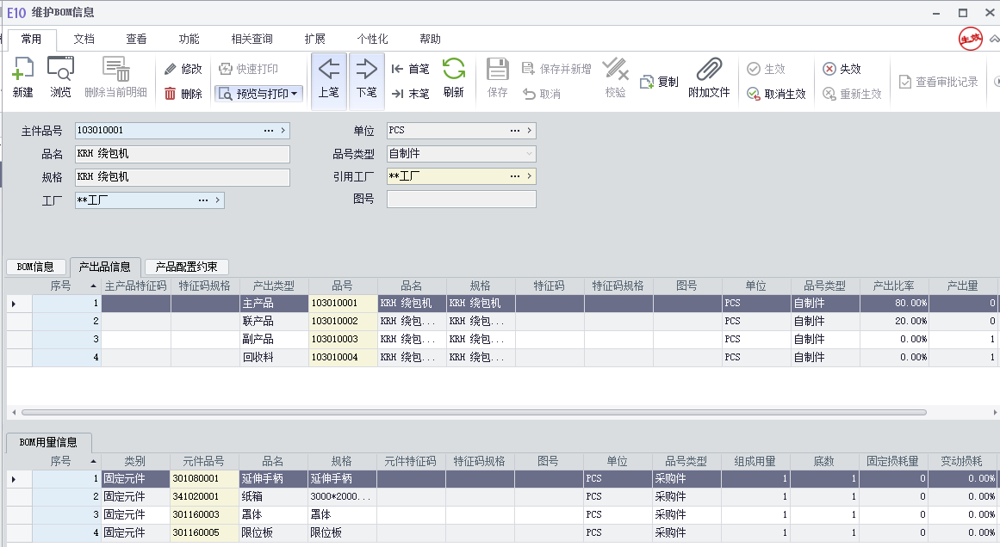 E10 维护BOM信息
常用 文档 查看 功能 相关查询 扩展 个性化 帮助
生效
新建 浏览 删除当前明细 修改 快速打印 上笔 下笔 首笔 刷新 保存 保存并新增 校验 复制 附加文件 生效 失效 查看审批记录
删除 预览与打印 末笔 取消 取消生效 重新生效
主件品号 103010001 ··· 单位 PCS ···
品名 KRH 绕包机 品号类型 自制件
规格 KRH 绕包机 引用工厂 **工厂 ···
工厂 **工厂 ··· 图号
BOM信息 产出品信息 产品配置约束
序号 主产品特征码 特征码规格 产出类型 品号 品名 规格 特征码 特征码规格 图号 单位 品号类型 产出比率 产出量
1 主产品 103010001 KRH 绕包机 KRH 绕包机 PCS 自制件 80.00% 0
2 联产品 103010002 KRH 绕包... KRH 绕包... PCS 自制件 20.00% 0
3 副产品 103010003 KRH 绕包... KRH 绕包... PCS 自制件 0.00% 1
4 回收料 103010004 KRH 绕包... KRH 绕包... PCS 自制件 0.00% 1
BOM用量信息
序号 类别 元件品号 品名 规格 元件特征码 特征码规格 图号 单位 品号类型 组成用量 底数 固定损耗量 变动损耗
1 固定元件 301080001 延伸手柄 延伸手柄 PCS 采购件 1 1 0 0.00%
2 固定元件 341020001 纸箱 3000*2000... PCS 采购件 1 1 0 0.00%
3 固定元件 301160003 罩体 罩体 PCS 采购件 1 1 0 0.00%
4 固定元件 301160005 限位板 限位板 PCS 采购件 1 1 0 0.00%